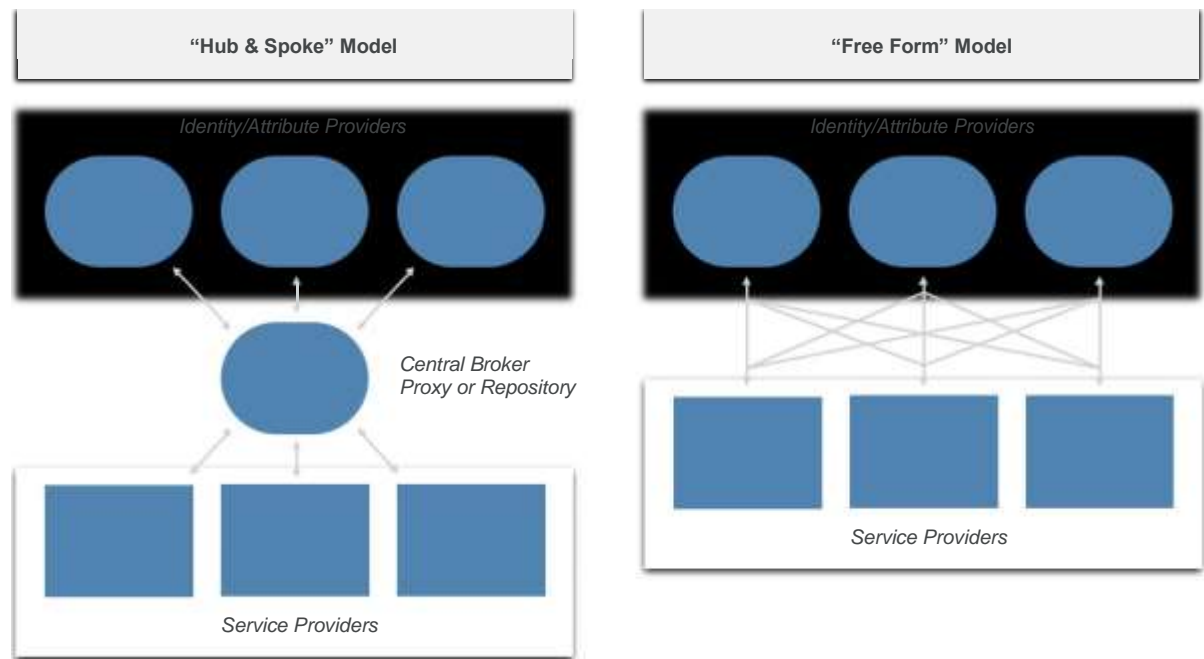 “Hub & Spoke” Model
Identity/Attribute Providers
Central Broker
Proxy or Repository
Service Providers
“Free Form” Model
Identity/Attribute Providers
Service Providers